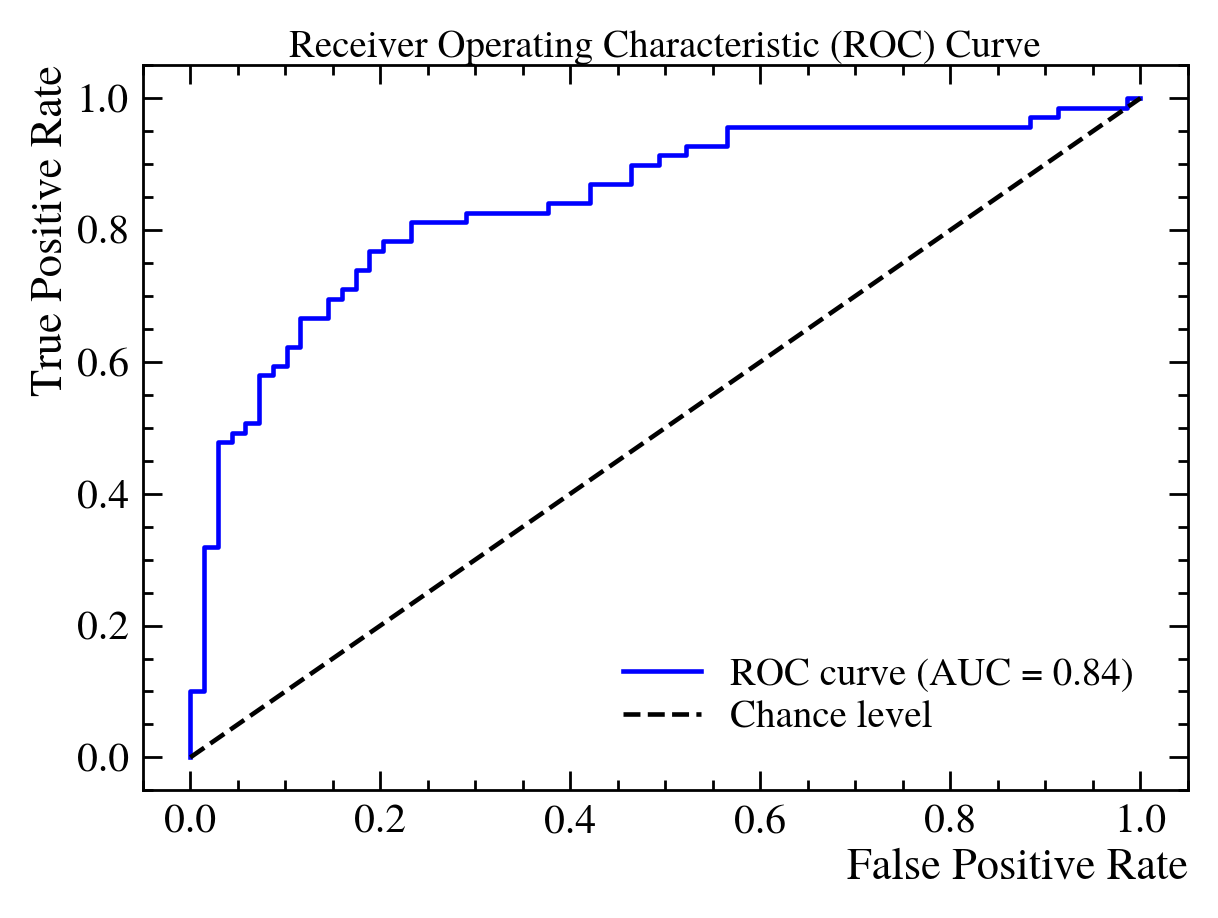 Receiver Operating Characteristic (ROC) Curve
True Positive Rate
1.0
0.8
0.6
0.4
0.2
0.0
ROC curve (AUC = 0.84)
Chance level
0.0 0.2 0.4 0.6 0.8 1.0
False Positive Rate